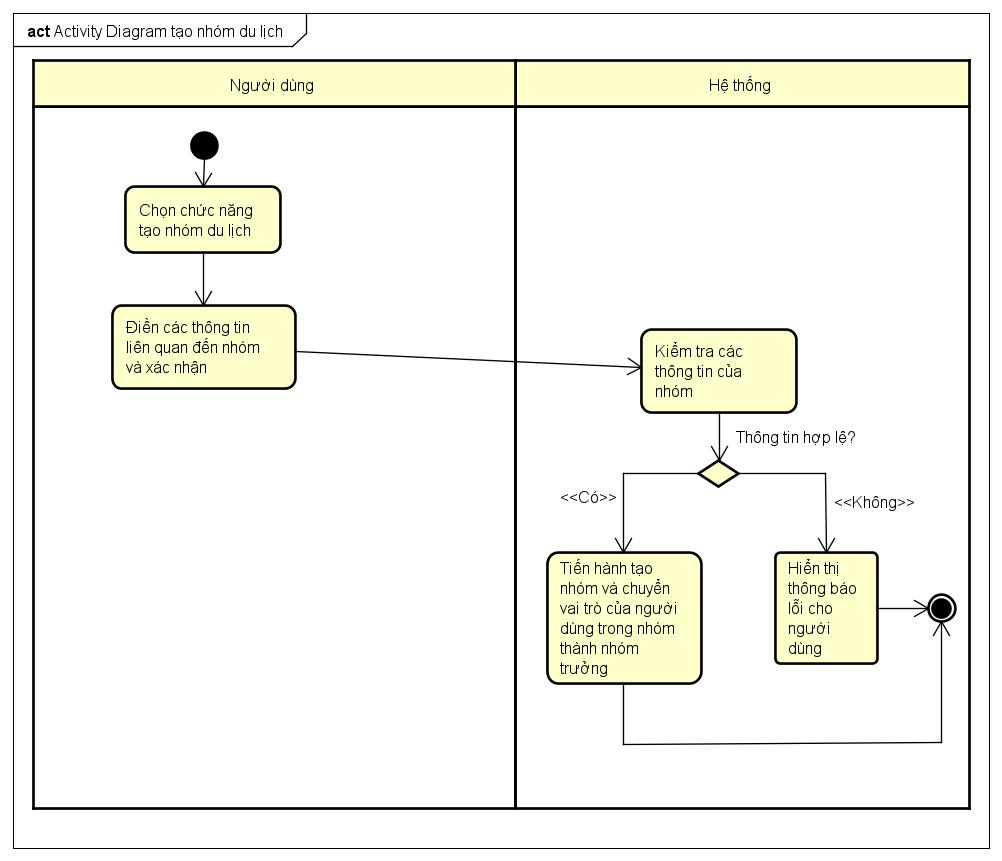 act Activity Diagram tạo nhóm du lịch
Người dùng
Hệ thống
Chọn chức năng
tạo nhóm du lịch
Điền các thông tin
liên quan đến nhóm
và xác nhận
Kiểm tra các
thông tin của
nhóm
Thông tin hợp lệ?
<<Có>>
<<Không>>
Tiến hành tạo
nhóm và chuyển
vai trò của người
dùng trong nhóm
thành nhóm
trưởng
Hiển thị
thông báo
lỗi cho
người
dùng